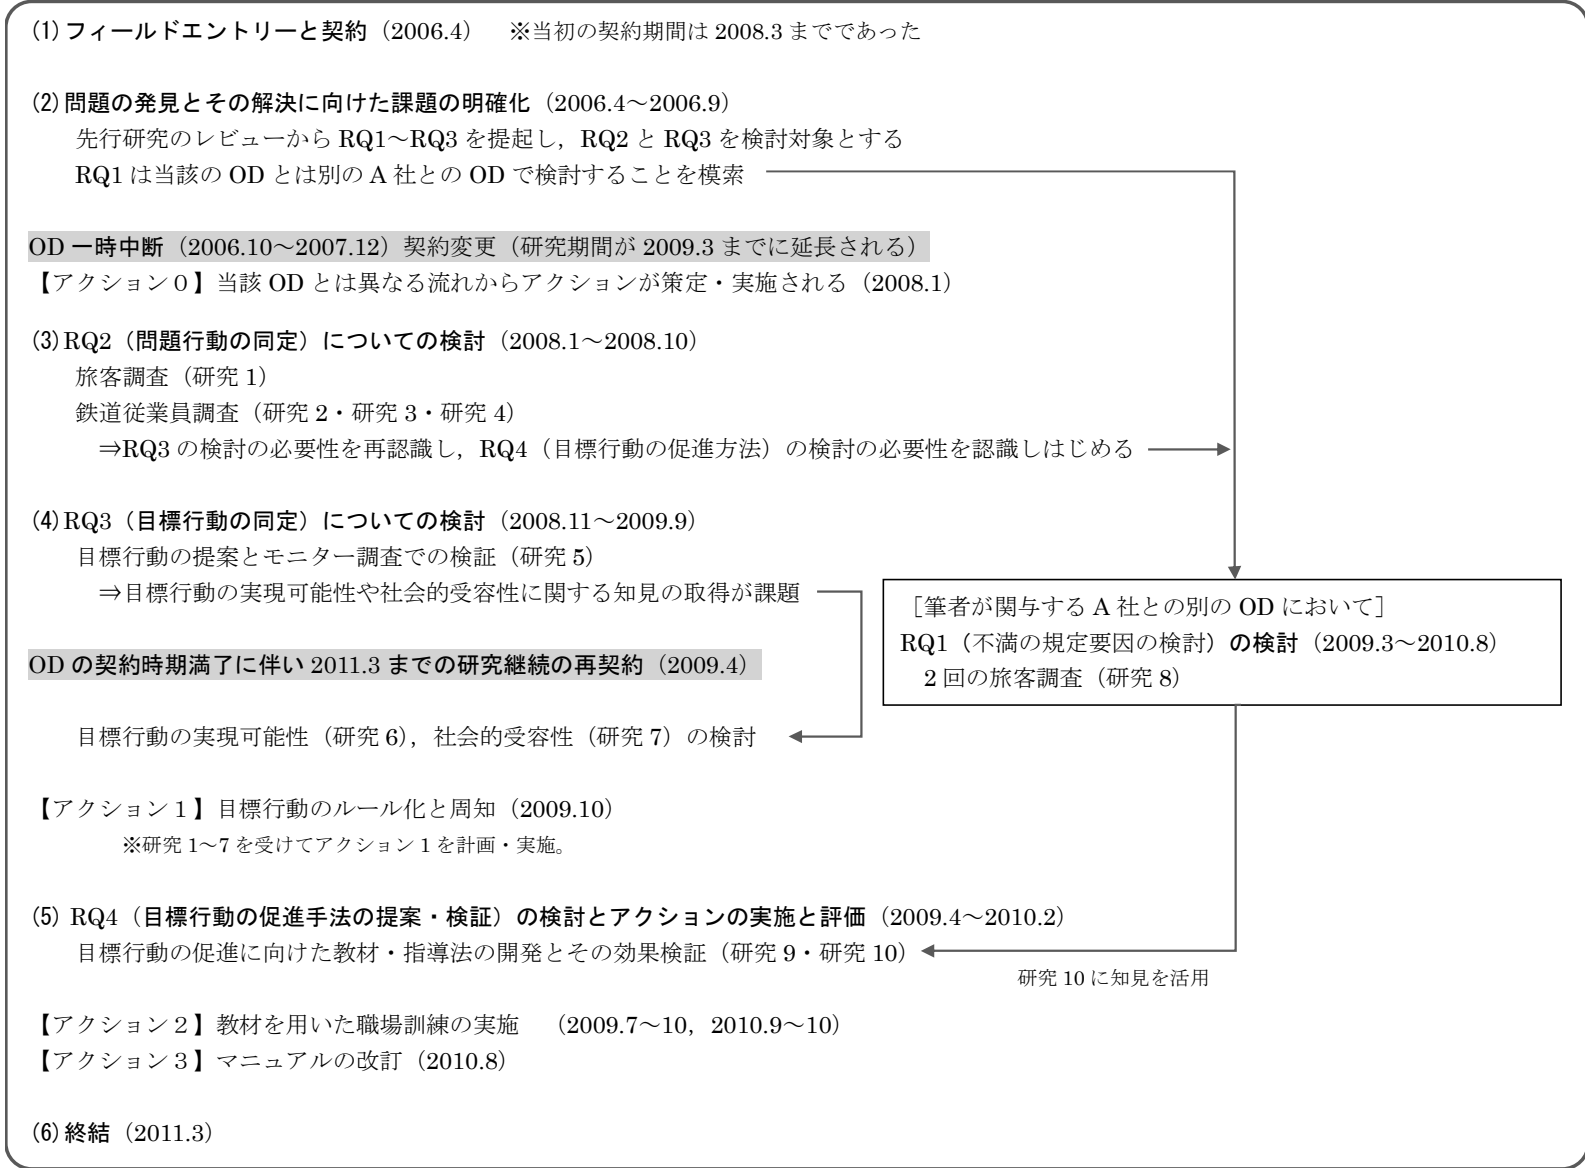 (1) フィールドエントリーと契約（2006.4）　※当初の契約期間は 2008.3 までであった
(2) 問題の発見とその解決に向けた課題の明確化（2006.4～2006.9）
先行研究のレビューから RQ1～RQ3 を提起し，RQ2 と RQ3 を検討対象とする
RQ1 は当該の OD とは別の A 社との OD で検討することを模索
OD 一時中断（2006.10～2007.12）契約変更（研究期間が 2009.3 までに延長される）
【アクション０】当該 OD とは異なる流れからアクションが策定・実施される（2008.1）
(3) RQ2（問題行動の同定）についての検討（2008.1～2008.10）
旅客調査（研究 1）
鉄道従業員調査（研究 2・研究 3・研究 4）
⇒RQ3 の検討の必要性を再認識し，RQ4（目標行動の促進方法）の検討の必要性を認識しはじめる
(4) RQ3（目標行動の同定）についての検討（2008.11～2009.9）
目標行動の提案とモニター調査での検証（研究 5）
⇒目標行動の実現可能性や社会的受容性に関する知見の取得が課題
［筆者が関与する A 社との別の OD において］
RQ1（不満の規定要因の検討）の検討（2009.3～2010.8）
2 回の旅客調査（研究 8）
OD の契約時期満了に伴い 2011.3 までの研究継続の再契約（2009.4）
目標行動の実現可能性（研究 6），社会的受容性（研究 7）の検討
【アクション１】目標行動のルール化と周知（2009.10）
※研究 1～7 を受けてアクション 1 を計画・実施。
(5) RQ4（目標行動の促進手法の提案・検証）の検討とアクションの実施と評価（2009.4～2010.2）
目標行動の促進に向けた教材・指導法の開発とその効果検証（研究 9・研究 10）
研究 10 に知見を活用
【アクション２】教材を用いた職場訓練の実施　（2009.7～10，2010.9～10）
【アクション３】マニュアルの改訂（2010.8）
(6) 終結（2011.3）